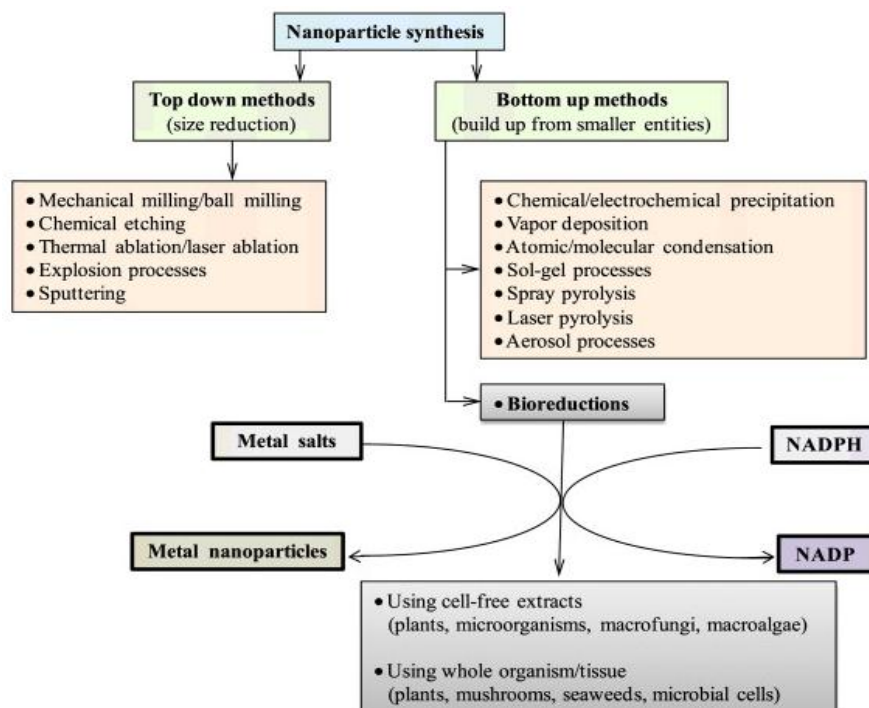 Nanoparticle synthesis
Top down methods
(size reduction)
Bottom up methods
(build up from smaller entities)
• Mechanical milling/ball milling
• Chemical etching
• Thermal ablation/laser ablation
• Explosion processes
• Sputtering
• Chemical/electrochemical precipitation
• Vapor deposition
• Atomic/molecular condensation
• Sol-gel processes
• Spray pyrolysis
• Laser pyrolysis
• Aerosol processes
• Bioreductions
Metal salts
NADPH
Metal nanoparticles
NADP
• Using cell-free extracts
(plants, microorganisms, macrofungi, macroalgae)
• Using whole organism/tissue
(plants, mushrooms, seaweeds, microbial cells)